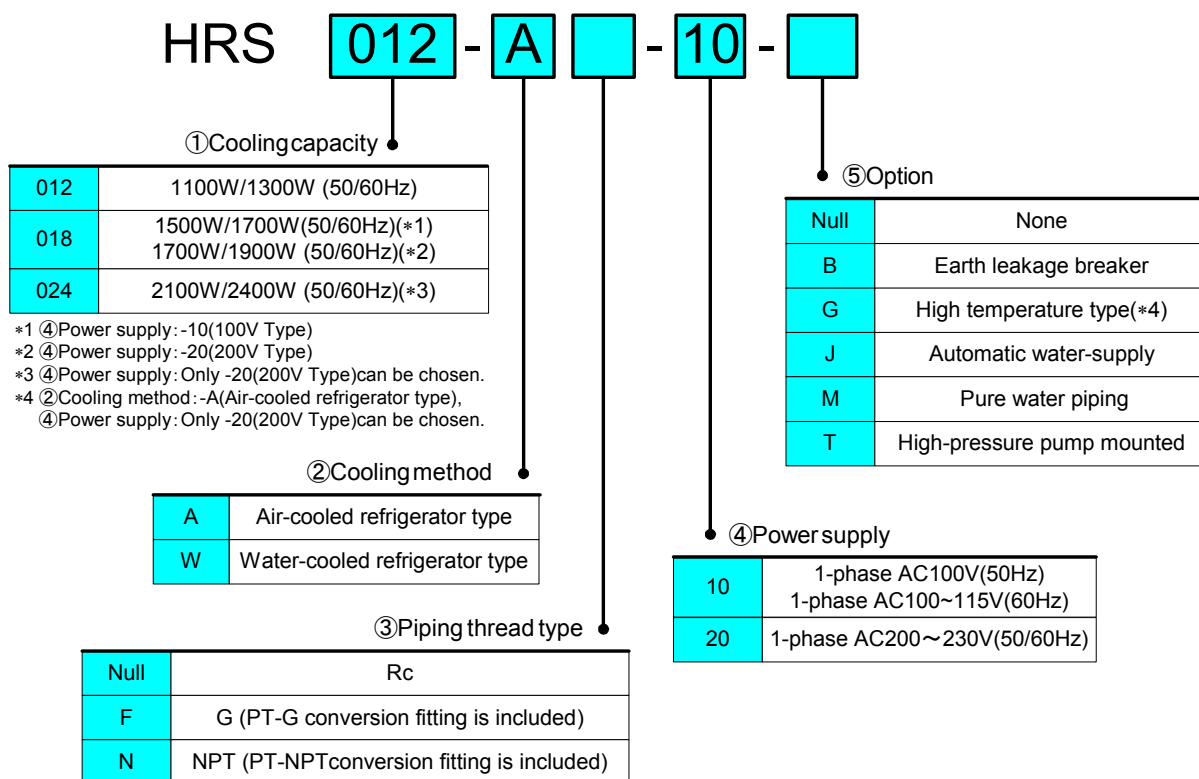 HRS 012 - A - 10 -
①Cooling capacity
012 1100W/1300W (50/60Hz)
018 1500W/1700W(50/60Hz)(*1)
1700W/1900W (50/60Hz)(*2)
024 2100W/2400W (50/60Hz)(*3)
*1 ④Power supply:-10(100V Type)
*2 ④Power supply:-20(200V Type)
*3 ④Power supply:Only -20(200V Type)can be chosen.
*4 ②Cooling method:-A(Air-cooled refrigerator type),
④Power supply:Only -20(200V Type)can be chosen.
⑤Option
Null None
B Earth leakage breaker
G High temperature type(*4)
J Automatic water-supply
M Pure water piping
T High-pressure pump mounted
②Cooling method
A Air-cooled refrigerator type
W Water-cooled refrigerator type
④Power supply
10 1-phase AC100V(50Hz)
1-phase AC100~115V(60Hz)
20 1-phase AC200~230V(50/60Hz)
③Piping thread type
Null Rc
F G (PT-G conversion fitting is included)
N NPT (PT-NPTconversion fitting is included)